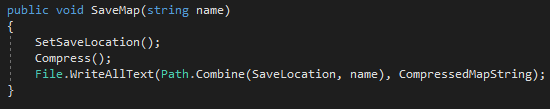 public void SaveMap(string name)
{
SetSaveLocation();
Compress();
File.WriteAllText(Path.Combine(SaveLocation, name), CompressedMapString);
}